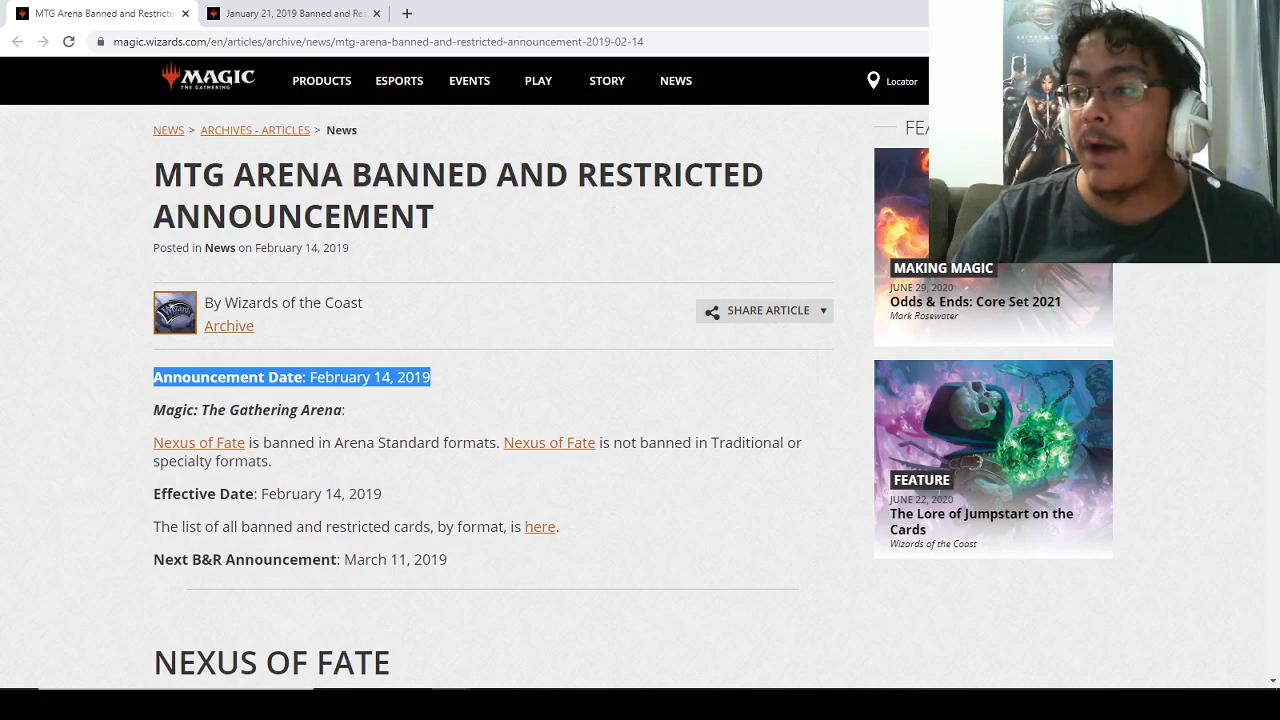 MTG Arena Banned and Restricte
January 21, 2019 Banned and Res
magic.wizards.com/en/articles/archive/news/mtg-arena-banned-and-restricted-announcement-2019-02-14
MAGIC
THE GATHERING
PRODUCTS
ESPORTS
EVENTS
PLAY
STORY
NEWS
Locator
NEWS > ARCHIVES - ARTICLES > News
MTG ARENA BANNED AND RESTRICTED
ANNOUNCEMENT
Posted in News on February 14, 2019
By Wizards of the Coast
Archive
SHARE ARTICLE
Announcement Date: February 14, 2019
Magic: The Gathering Arena:
Nexus of Fate is banned in Arena Standard formats. Nexus of Fate is not banned in Traditional or
specialty formats.
Effective Date: February 14, 2019
The list of all banned and restricted cards, by format, is here.
Next B&R Announcement: March 11, 2019
NEXUS OF FATE
MAKING MAGIC
JUNE 29, 2020
Odds & Ends: Core Set 2021
Mark Rosewater
FEATURE
JUNE 22, 2020
The Lore of Jumpstart on the
Cards
Wizards of the Coast